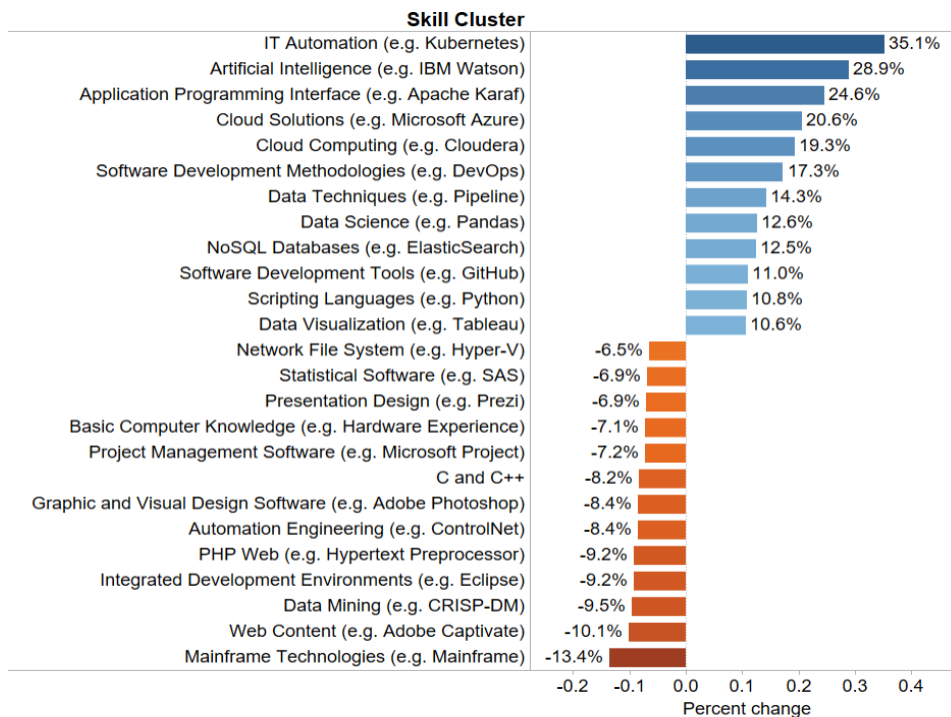 Skill Cluster
IT Automation (e.g. Kubernetes) 35.1%
Artificial Intelligence (e.g. IBM Watson) 28.9%
Application Programming Interface (e.g. Apache Karaf) 24.6%
Cloud Solutions (e.g. Microsoft Azure) 20.6%
Cloud Computing (e.g. Cloudera) 19.3%
Software Development Methodologies (e.g. DevOps) 17.3%
Data Techniques (e.g. Pipeline) 14.3%
Data Science (e.g. Pandas) 12.6%
NoSQL Databases (e.g. ElasticSearch) 12.5%
Software Development Tools (e.g. GitHub) 11.0%
Scripting Languages (e.g. Python) 10.8%
Data Visualization (e.g. Tableau) 10.6%
Network File System (e.g. Hyper-V) -6.5%
Statistical Software (e.g. SAS) -6.9%
Presentation Design (e.g. Prezi) -6.9%
Basic Computer Knowledge (e.g. Hardware Experience) -7.1%
Project Management Software (e.g. Microsoft Project) -7.2%
C and C++ -8.2%
Graphic and Visual Design Software (e.g. Adobe Photoshop) -8.4%
Automation Engineering (e.g. ControlNet) -8.4%
PHP Web (e.g. Hypertext Preprocessor) -9.2%
Integrated Development Environments (e.g. Eclipse) -9.2%
Data Mining (e.g. CRISP-DM) -9.5%
Web Content (e.g. Adobe Captivate) -10.1%
Mainframe Technologies (e.g. Mainframe) -13.4%
-0.2 -0.1 0.0 0.1 0.2 0.3 0.4
Percent change